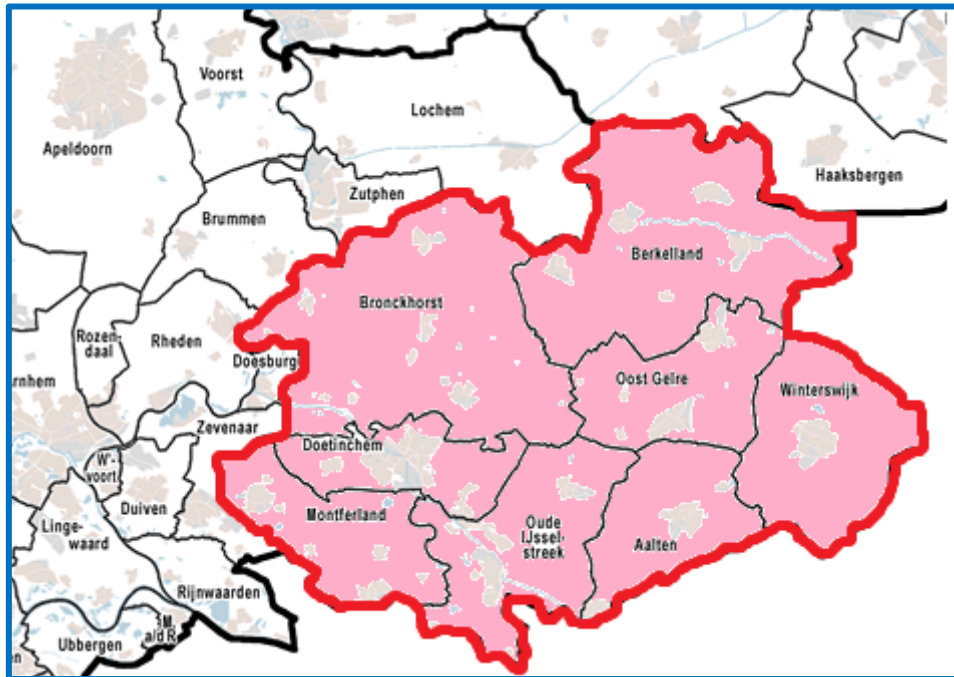 Voorst
Lochem
Apeldoorn
Haaksbergen
Zutphen
Brummen
Berkelland
Bronckhorst
Rozen-
daal
Rheden
Doesburg
Oost Gelre
Winterswijk
rnhem
Zevenaar
Doetinchem
W'-
voort
Duiven
Montferland
Oude
IJssel-
streek
Linge-
waard
Aalten
Rijnwaarden
Ubbergen
M.
a/d R
en